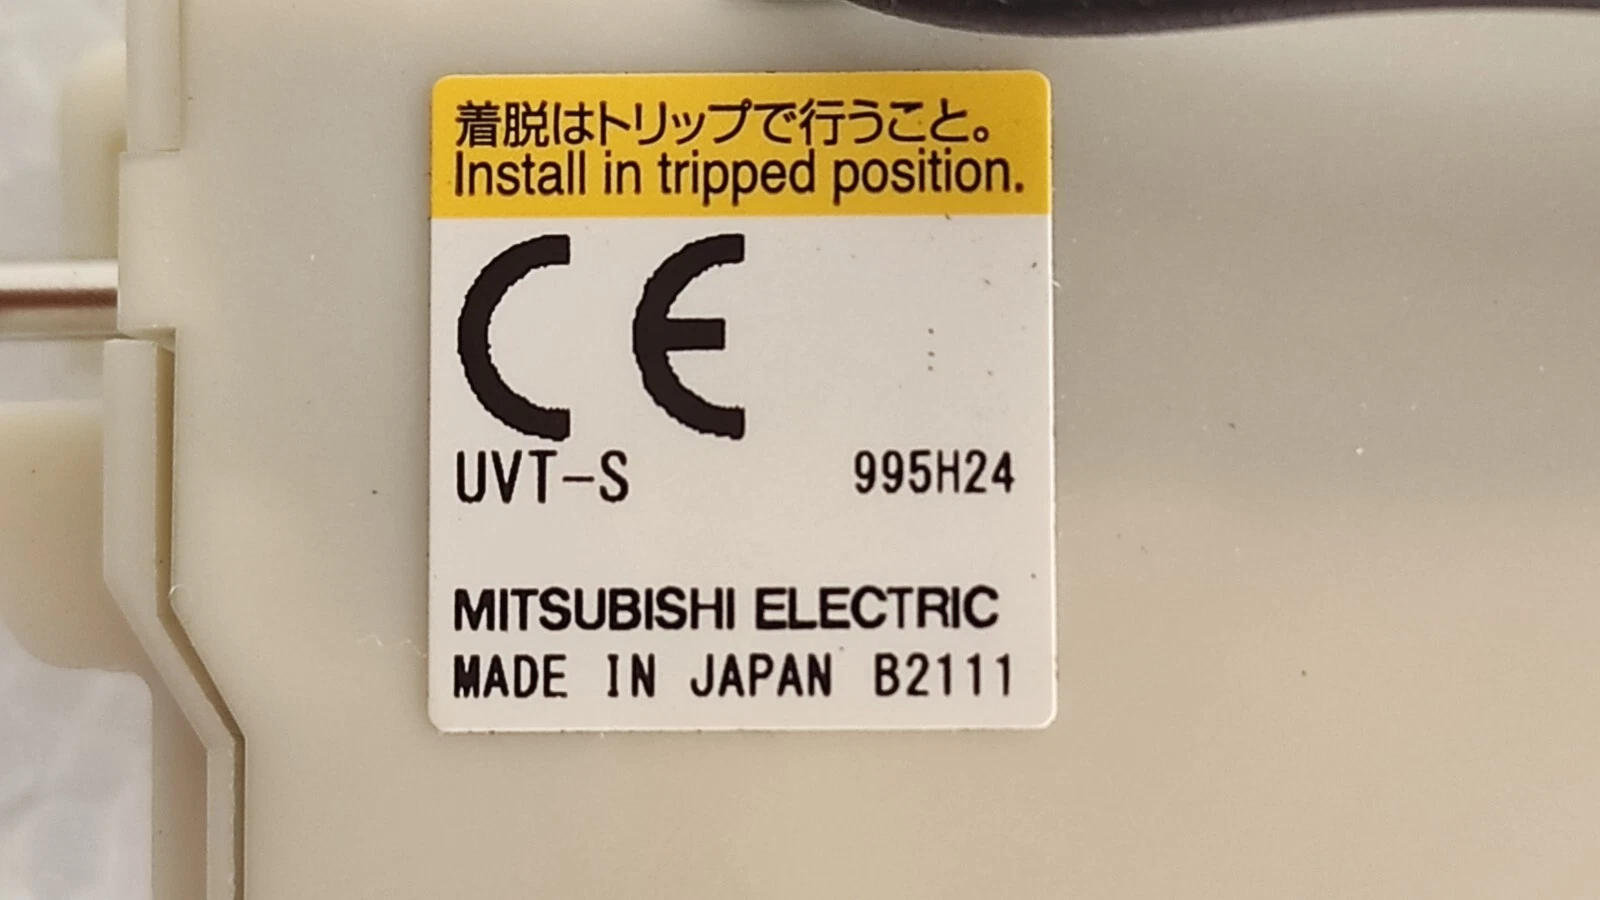 着脱はトリップで行うこと。
Install in tripped position.
CE
UVT-S 995H24
MITSUBISHI ELECTRIC
MADE IN JAPAN B2111